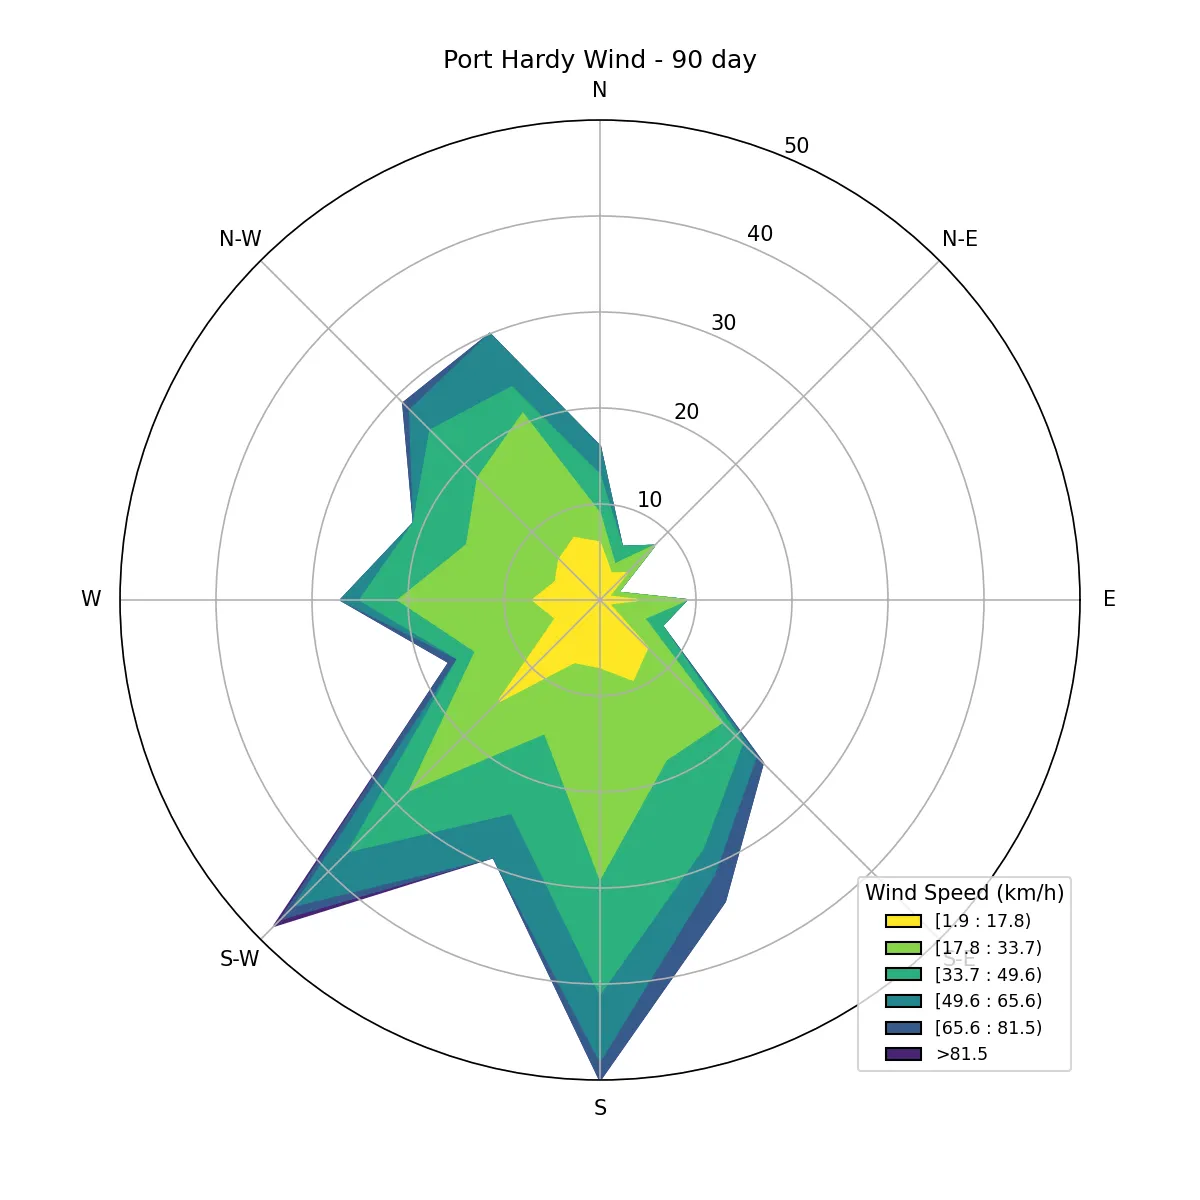 Port Hardy Wind - 90 day
N
50
N-W
40
N-E
30
20
10
W
E
Wind Speed (km/h)
[1.9 : 17.8)
[17.8 : 33.7)
S-W
S-E
[33.7 : 49.6)
[49.6 : 65.6)
[65.6 : 81.5)
>81.5
S